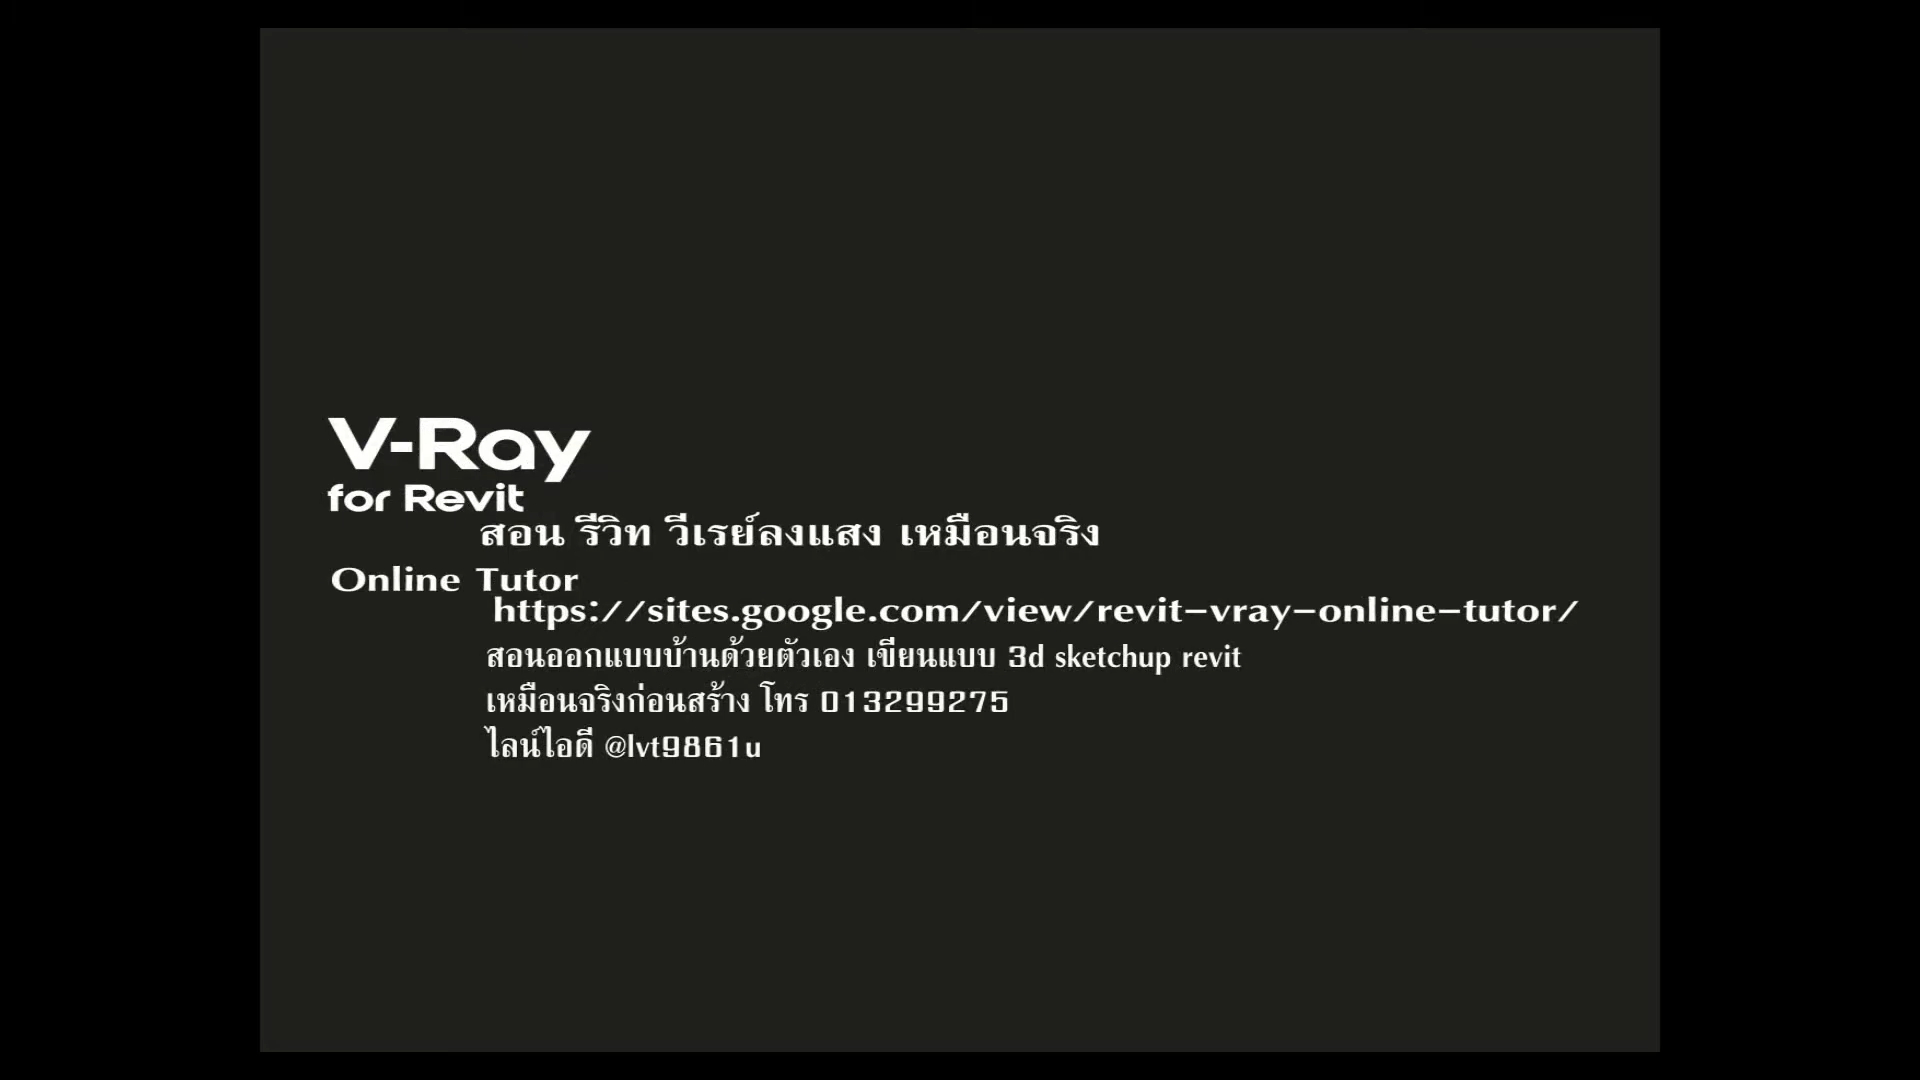 V-Ray
for Revit
สอน รีวิท วีเรย์ลงแสง เหมือนจริง
Online Tutor
https://sites.google.com/view/revit-vray-online-tutor/
สอนออกแบบบ้านด้วยตัวเอง เขียนแบบ 3d sketchup revit
เหมือนจริงก่อนสร้าง โทร 013299275
ไลน์ไอดี @lvt9861u